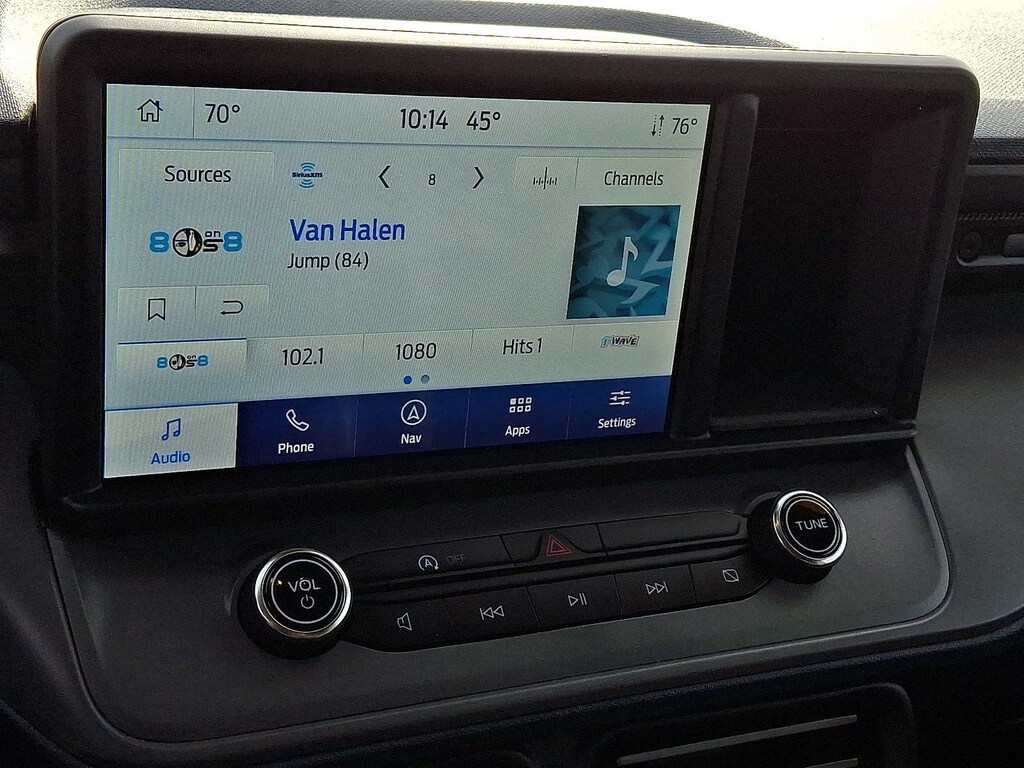 70° 10:14 45° 76°
Sources SiriusXM 8 Channels
80s on 8
Van Halen
Jump (84)
80s on 8 102.1 1080 Hits 1 1st WAVE
Audio Phone Nav Apps Settings
A OFF
VOL TUNE